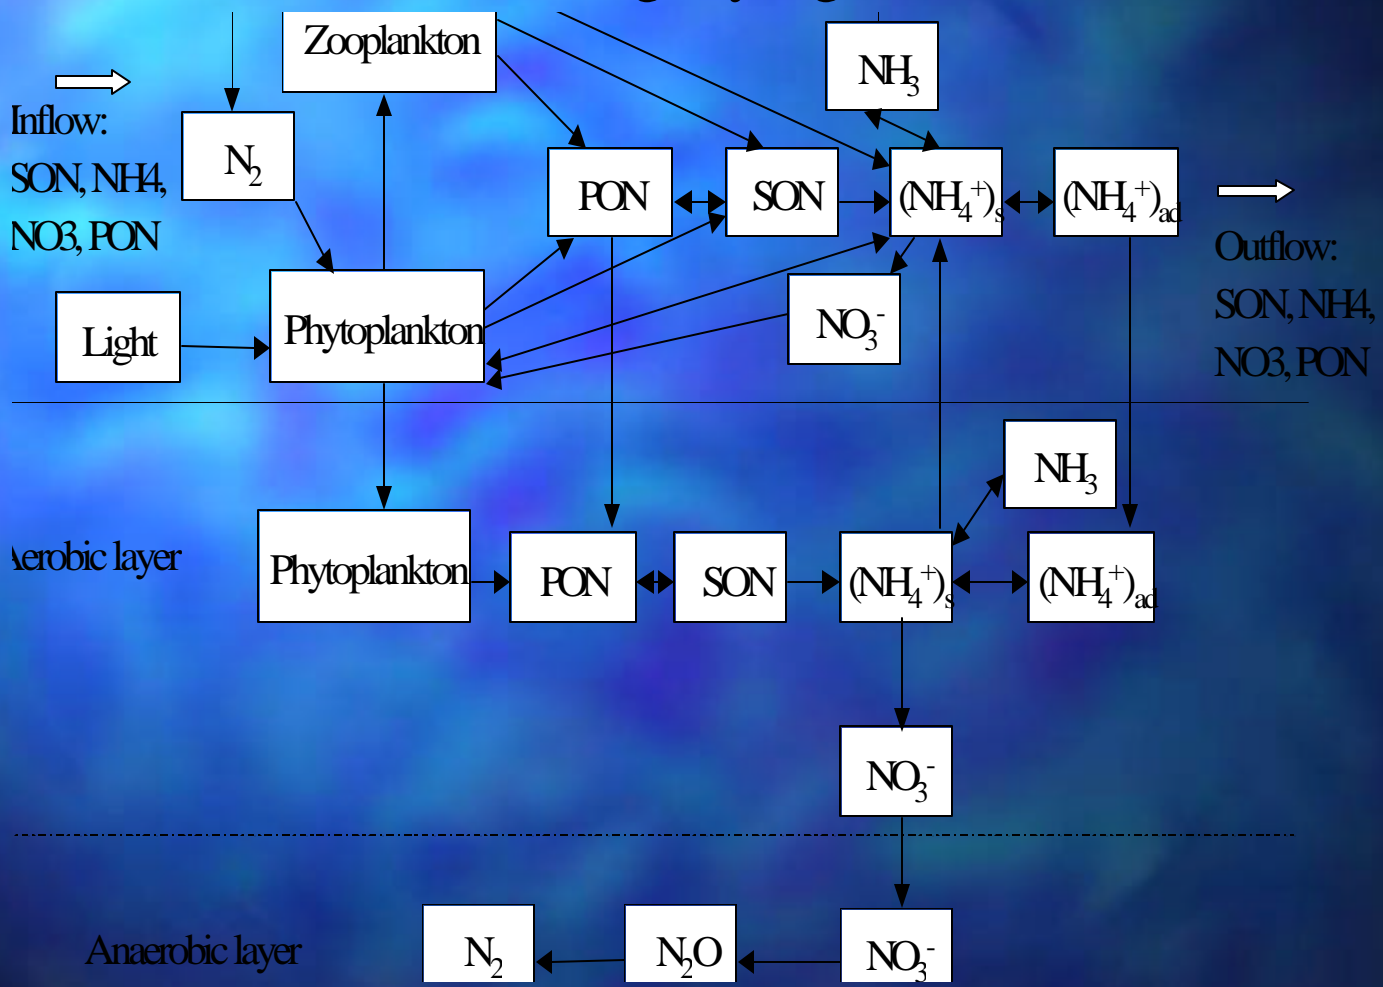 Zooplankton
NH₃
Inflow:
SON, NH4,
NO3, PON
N₂
PON
SON
(NH₄⁺)s
(NH₄⁺)ad
Outflow:
SON, NH4,
NO3, PON
Light
Phytoplankton
NO₃⁻
NH₃
Aerobic layer
Phytoplankton
PON
SON
(NH₄⁺)s
(NH₄⁺)ad
NO₃⁻
Anaerobic layer
N₂
N₂O
NO₃⁻